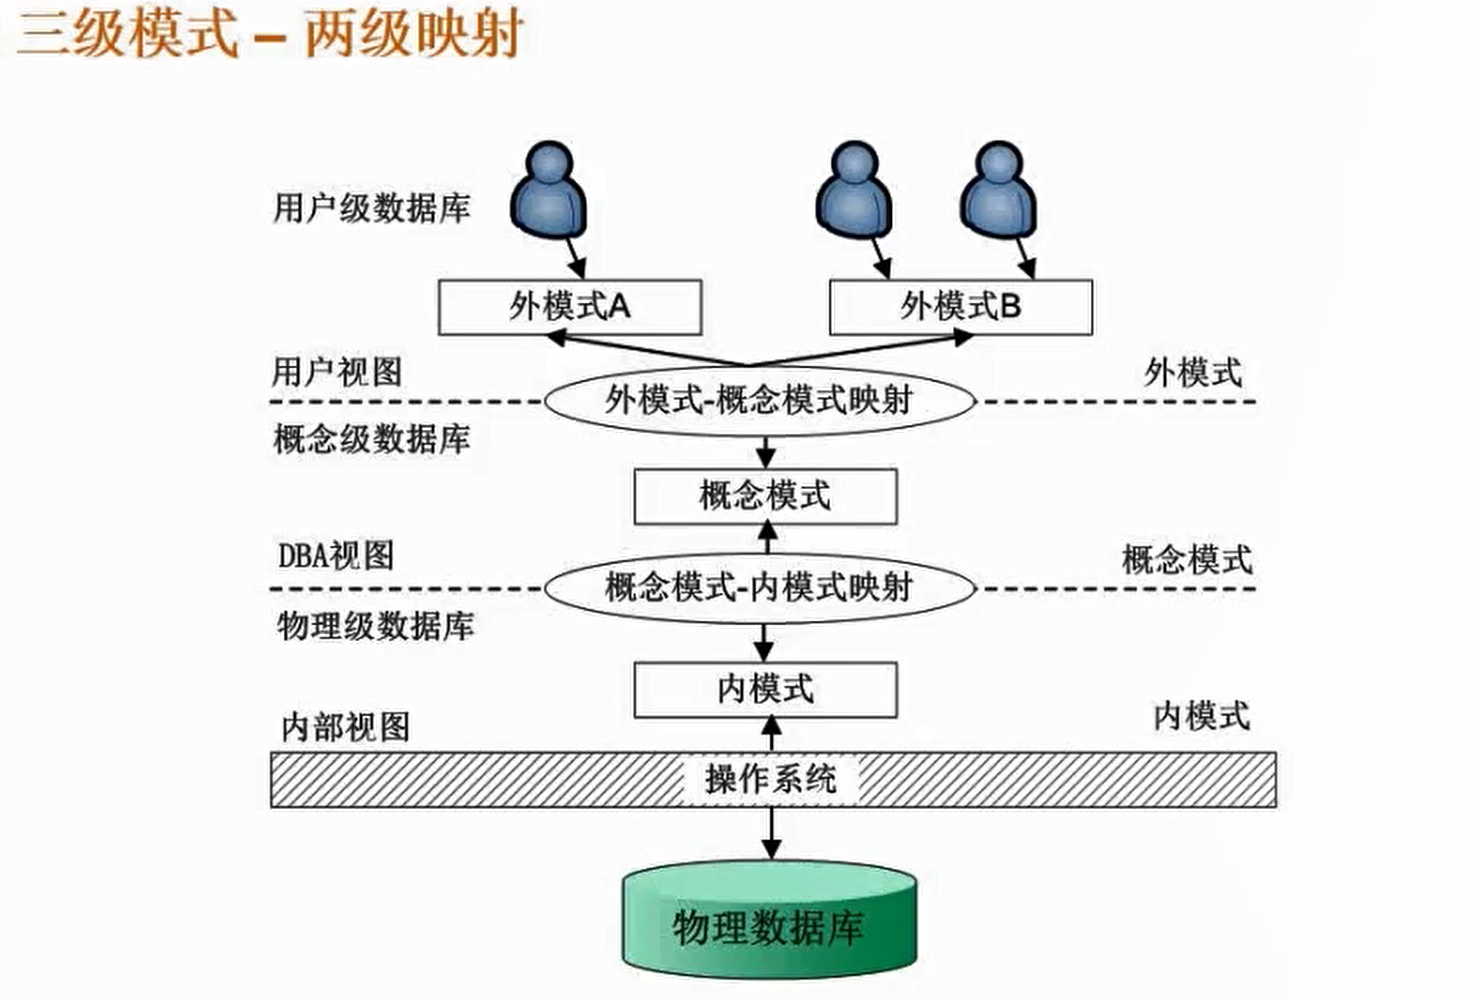 三级模式 – 两级映射
用户级数据库
外模式A
外模式B
用户视图
外模式
外模式-概念模式映射
概念级数据库
概念模式
DBA视图
概念模式
概念模式-内模式映射
物理级数据库
内模式
内部视图
内模式
操作系统
物理数据库